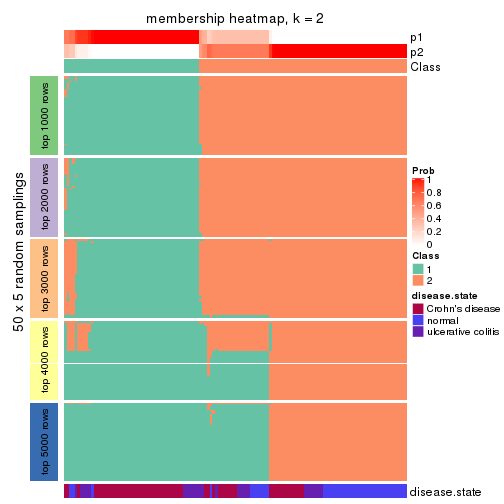 membership heatmap, k = 2
p1
p2
Class
50 x 5 random samplings
top 1000 rows
top 2000 rows
top 3000 rows
top 4000 rows
top 5000 rows
Prob
1
0.8
0.6
0.4
0.2
0
Class
1
2
disease.state
Crohn's disease
normal
ulcerative colitis
disease.state